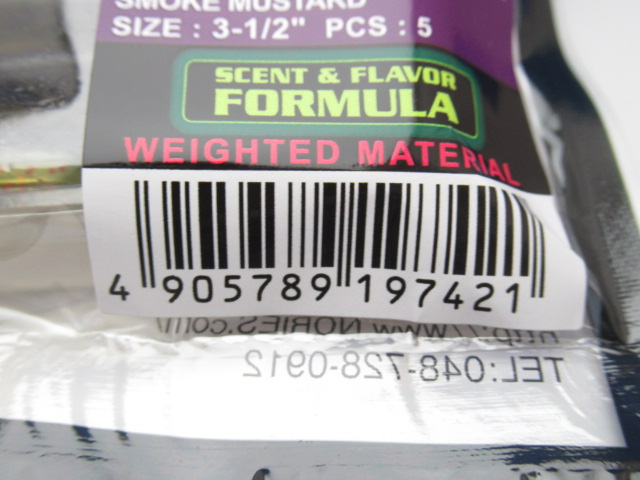 SMOKE MUSTARD
SIZE : 3-1/2" PCS : 5
SCENT & FLAVOR
FORMULA
WEIGHTED MATERIAL
4 905789 197421
http://www.NORIES.com/
TEL:048-728-0912